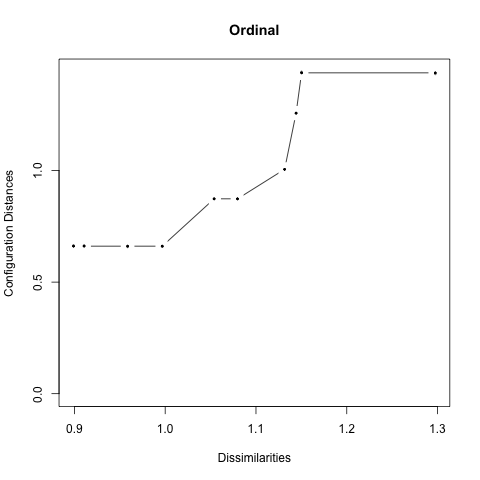 Ordinal
Configuration Distances
1.0
0.5
0.0
0.9 1.0 1.1 1.2 1.3
Dissimilarities